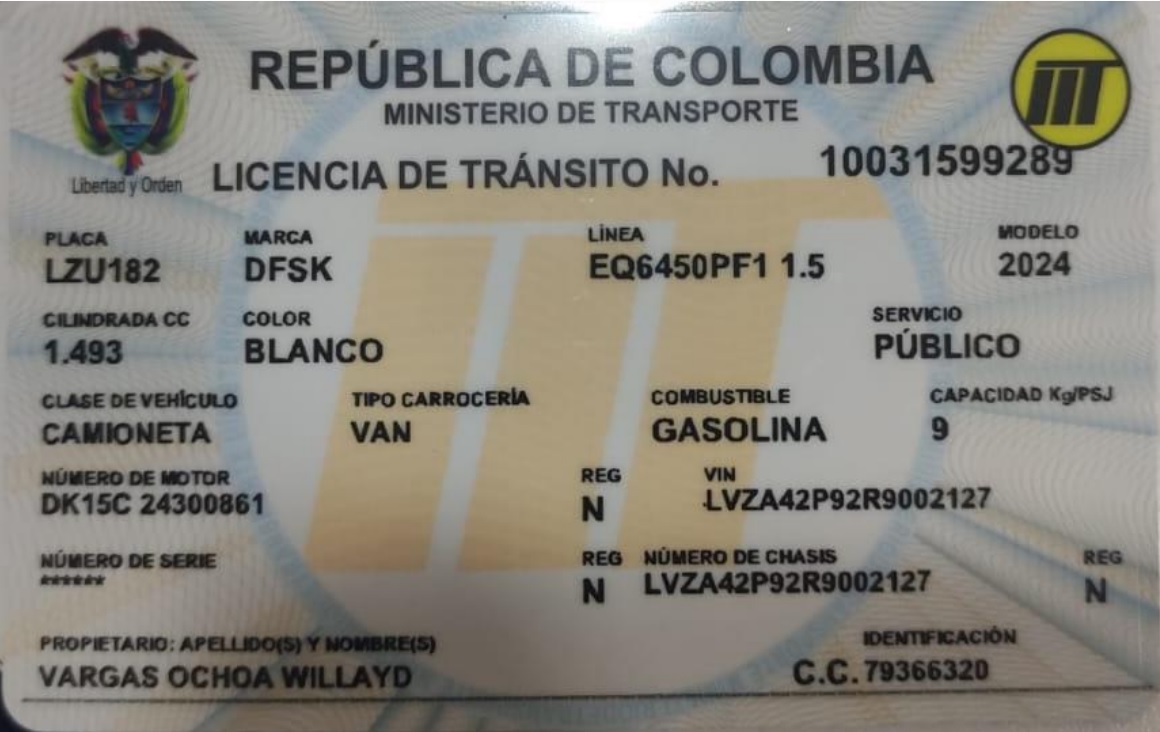 REPÚBLICA DE COLOMBIA
MINISTERIO DE TRANSPORTE
Libertad y Orden
LICENCIA DE TRÁNSITO No. 10031599289
PLACA MARCA LÍNEA MODELO
LZU182 DFSK EQ6450PF1 1.5 2024
CILINDRADA CC COLOR SERVICIO
1.493 BLANCO PÚBLICO
CLASE DE VEHÍCULO TIPO CARROCERÍA COMBUSTIBLE CAPACIDAD Kg/PSJ
CAMIONETA VAN GASOLINA 9
NÚMERO DE MOTOR REG VIN
DK15C 24300861 N LVZA42P92R9002127
NÚMERO DE SERIE REG NÚMERO DE CHASIS REG
****** N LVZA42P92R9002127 N
PROPIETARIO: APELLIDO(S) Y NOMBRE(S) IDENTIFICACIÓN
VARGAS OCHOA WILLAYD C.C. 79366320